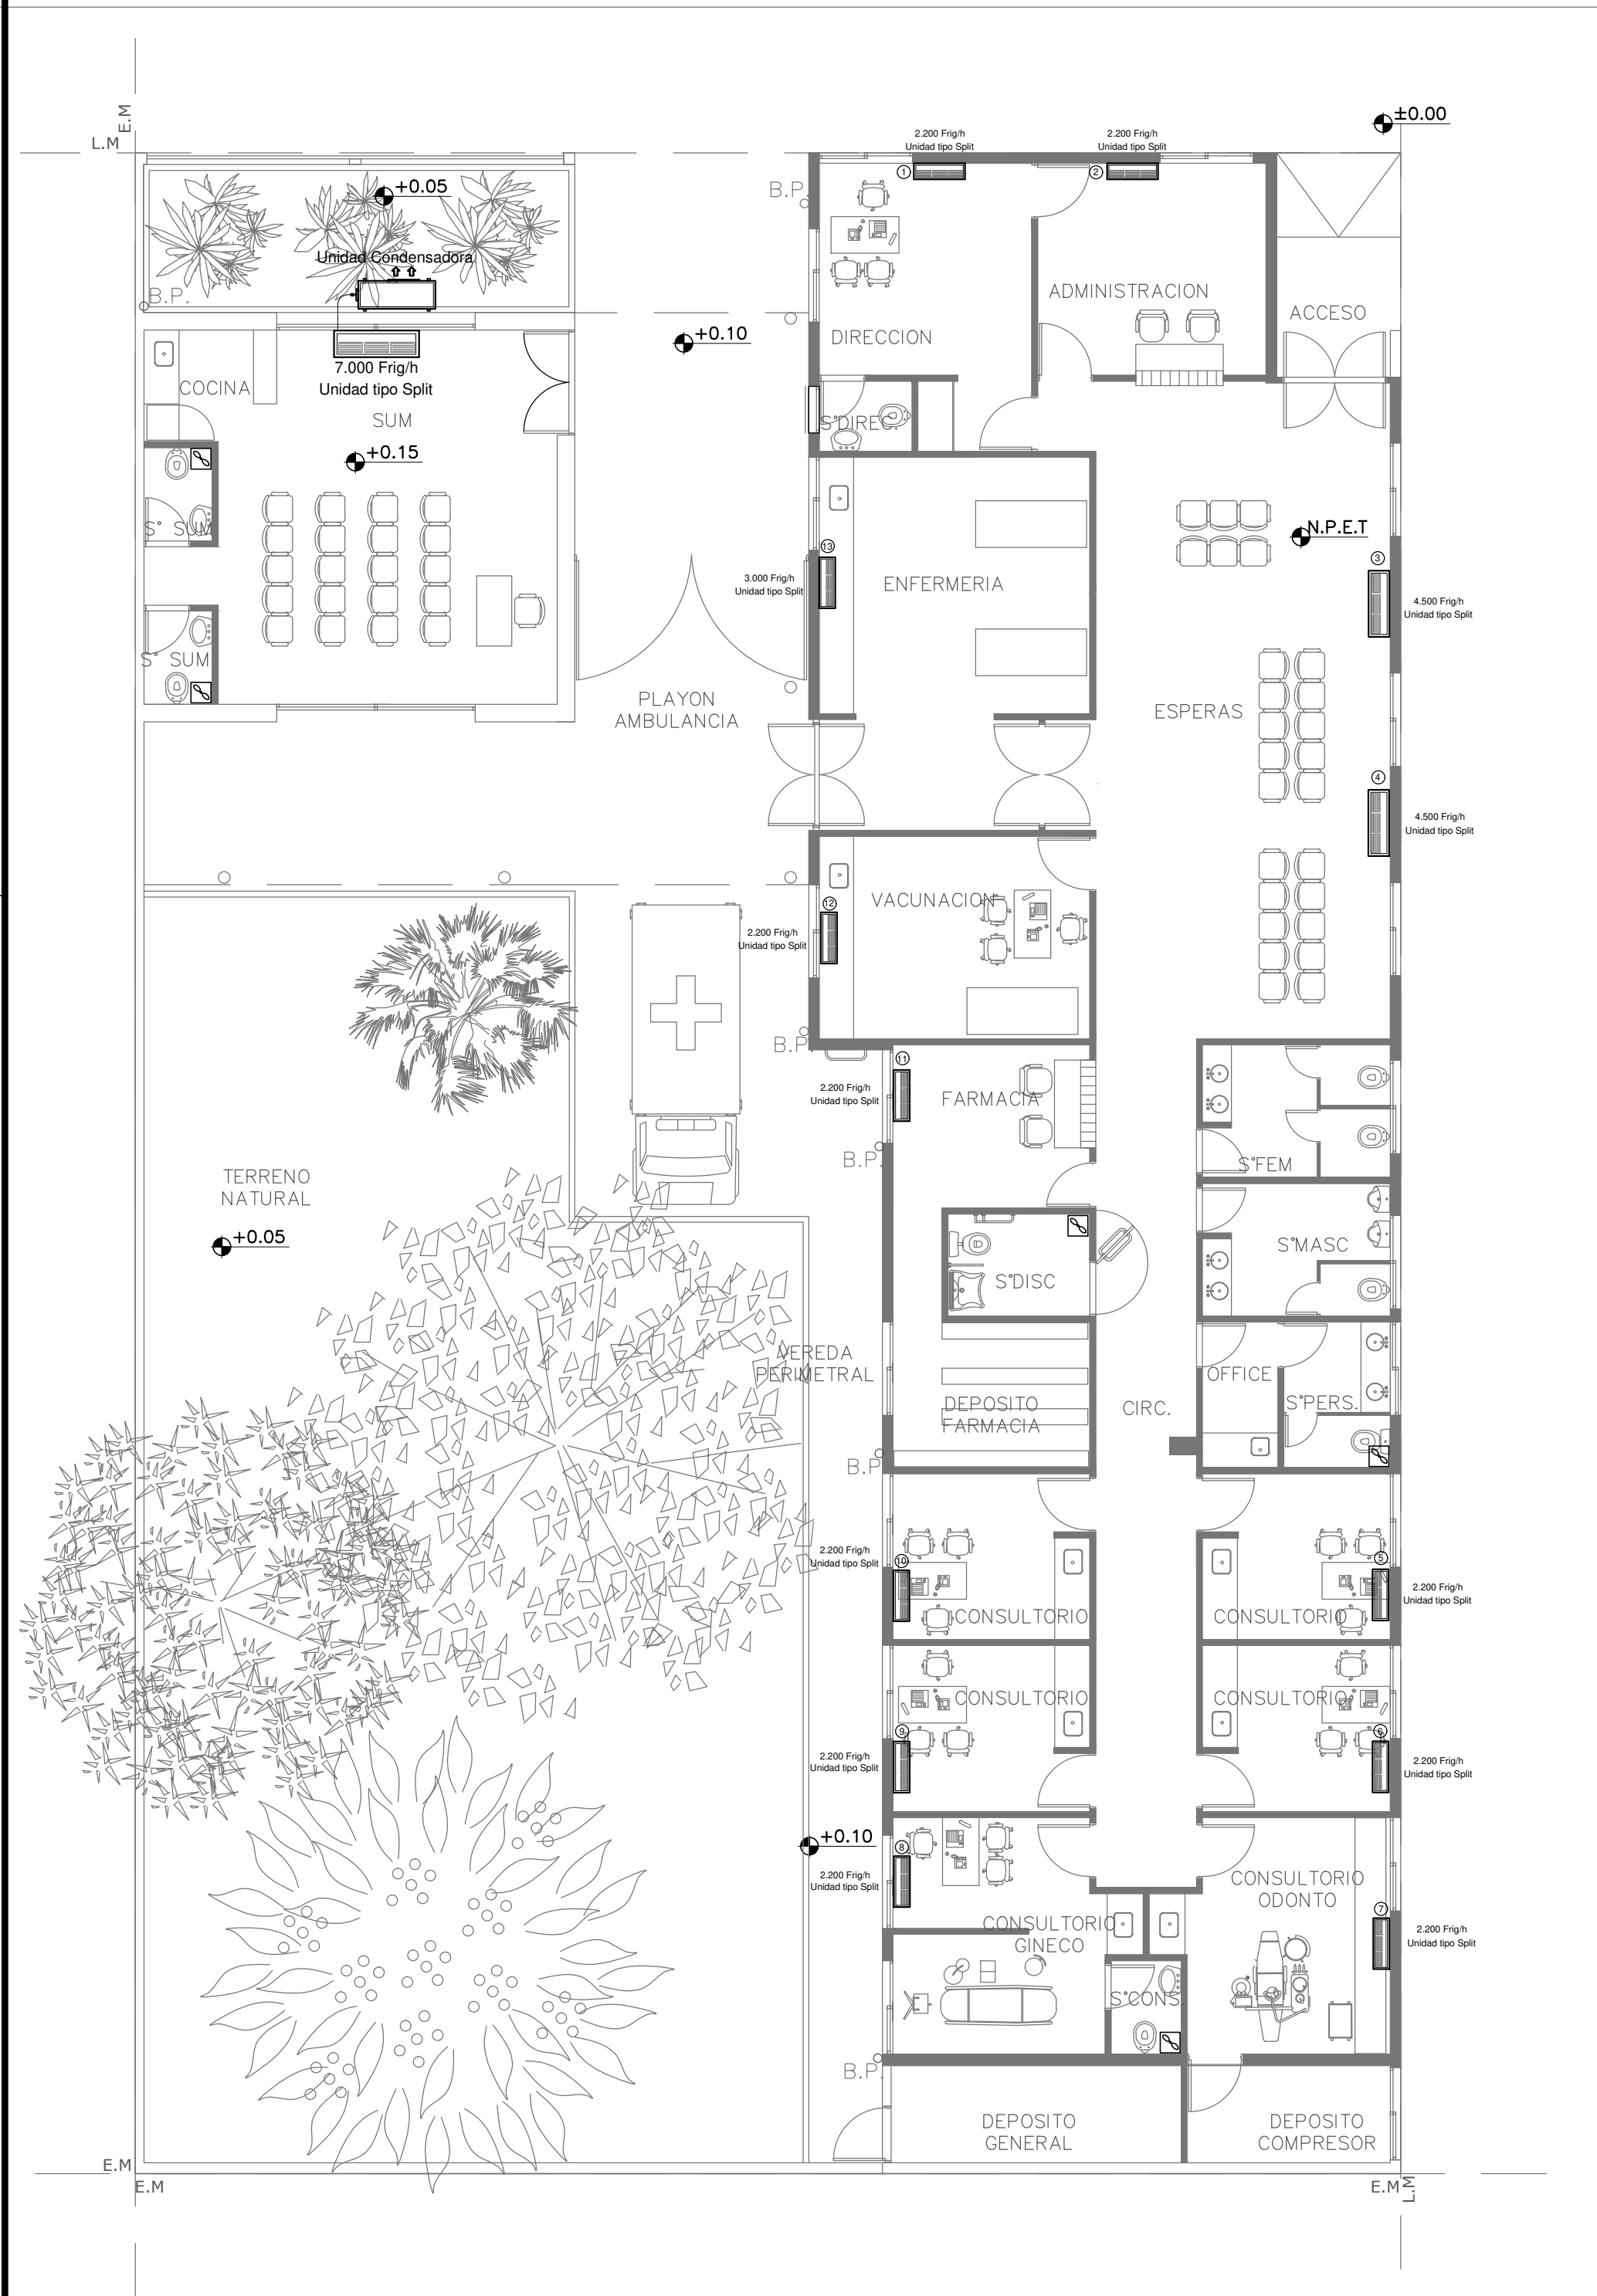 E.M
L.M
±0.00
2.200 Frig/h
Unidad tipo Split
2.200 Frig/h
Unidad tipo Split
1
2
+0.05
B.P.
Unidad Condensadora
B.P.
+0.10
ADMINISTRACION
ACCESO
DIRECCION
7.000 Frig/h
Unidad tipo Split
COCINA
SUM
S°DIREC.
+0.15
S° SUM
N.P.E.T
13
3
3.000 Frig/h
Unidad tipo Split
ENFERMERIA
4.500 Frig/h
Unidad tipo Split
S° SUM
PLAYON
AMBULANCIA
ESPERAS
4
4.500 Frig/h
Unidad tipo Split
VACUNACION
12
2.200 Frig/h
Unidad tipo Split
B.P.
11
2.200 Frig/h
Unidad tipo Split
FARMACIA
B.P.
S°FEM
TERRENO
NATURAL
+0.05
S°MASC
S°DISC
VEREDA
PERIMETRAL
OFFICE
S°PERS.
DEPOSITO
FARMACIA
CIRC.
B.P.
2.200 Frig/h
Unidad tipo Split
10
5
2.200 Frig/h
Unidad tipo Split
CONSULTORIO
CONSULTORIO
CONSULTORIO
CONSULTORIO
9
6
2.200 Frig/h
Unidad tipo Split
2.200 Frig/h
Unidad tipo Split
+0.10
8
2.200 Frig/h
Unidad tipo Split
CONSULTORIO
ODONTO
7
CONSULTORIO
GINECO
2.200 Frig/h
Unidad tipo Split
S°CONS.
B.P.
DEPOSITO
GENERAL
DEPOSITO
COMPRESOR
E.M
E.M
E.M
L.M